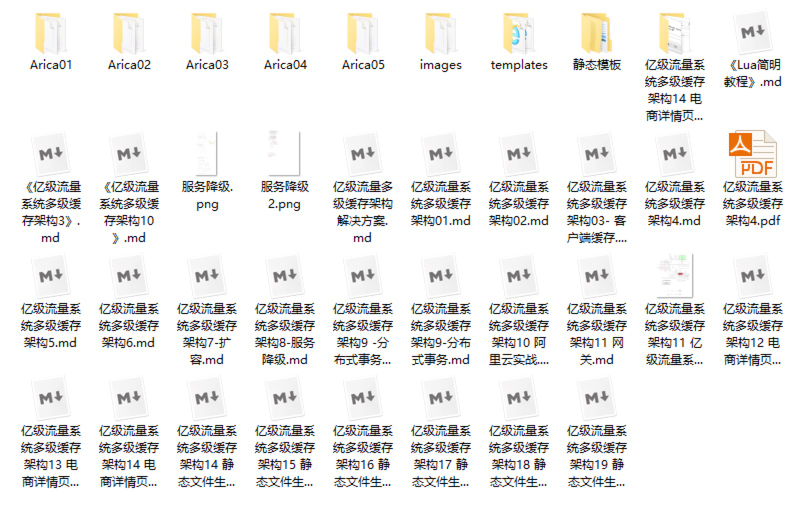 Arica01
Arica02
Arica03
Arica04
Arica05
images
templates
静态模板
亿级流量系
统多级缓存
架构14 电
商详情页...
《Lua简明
教程》.md
《亿级流量
系统多级缓
存架构3》.
md
《亿级流量
系统多级缓
存架构10
》.md
服务降级.
png
服务降级
2.png
亿级流量多
级缓存架构
解决方案.
md
亿级流量系
统多级缓存
架构01.md
亿级流量系
统多级缓存
架构02.md
亿级流量系
统多级缓存
架构03- 客
户端缓存....
亿级流量系
统多级缓存
架构4.md
PDF
亿级流量系
统多级缓存
架构4.pdf
亿级流量系
统多级缓存
架构5.md
亿级流量系
统多级缓存
架构6.md
亿级流量系
统多级缓存
架构7-扩
容.md
亿级流量系
统多级缓存
架构8-服务
降级.md
亿级流量系
统多级缓存
架构9 -分
布式事务...
亿级流量系
统多级缓存
架构9-分布
式事务.md
亿级流量系
统多级缓存
架构10 阿
里云实战....
亿级流量系
统多级缓存
架构11 网
关.md
亿级流量系
统多级缓存
架构11 亿
级流量系...
亿级流量系
统多级缓存
架构12 电
商详情页...
亿级流量系
统多级缓存
架构13 电
商详情页...
亿级流量系
统多级缓存
架构14 电
商详情页...
亿级流量系
统多级缓存
架构14 静
态文件生...
亿级流量系
统多级缓存
架构15 静
态文件生...
亿级流量系
统多级缓存
架构16 静
态文件生...
亿级流量系
统多级缓存
架构17 静
态文件生...
亿级流量系
统多级缓存
架构18 静
态文件生...
亿级流量系
统多级缓存
架构19 静
态文件生...